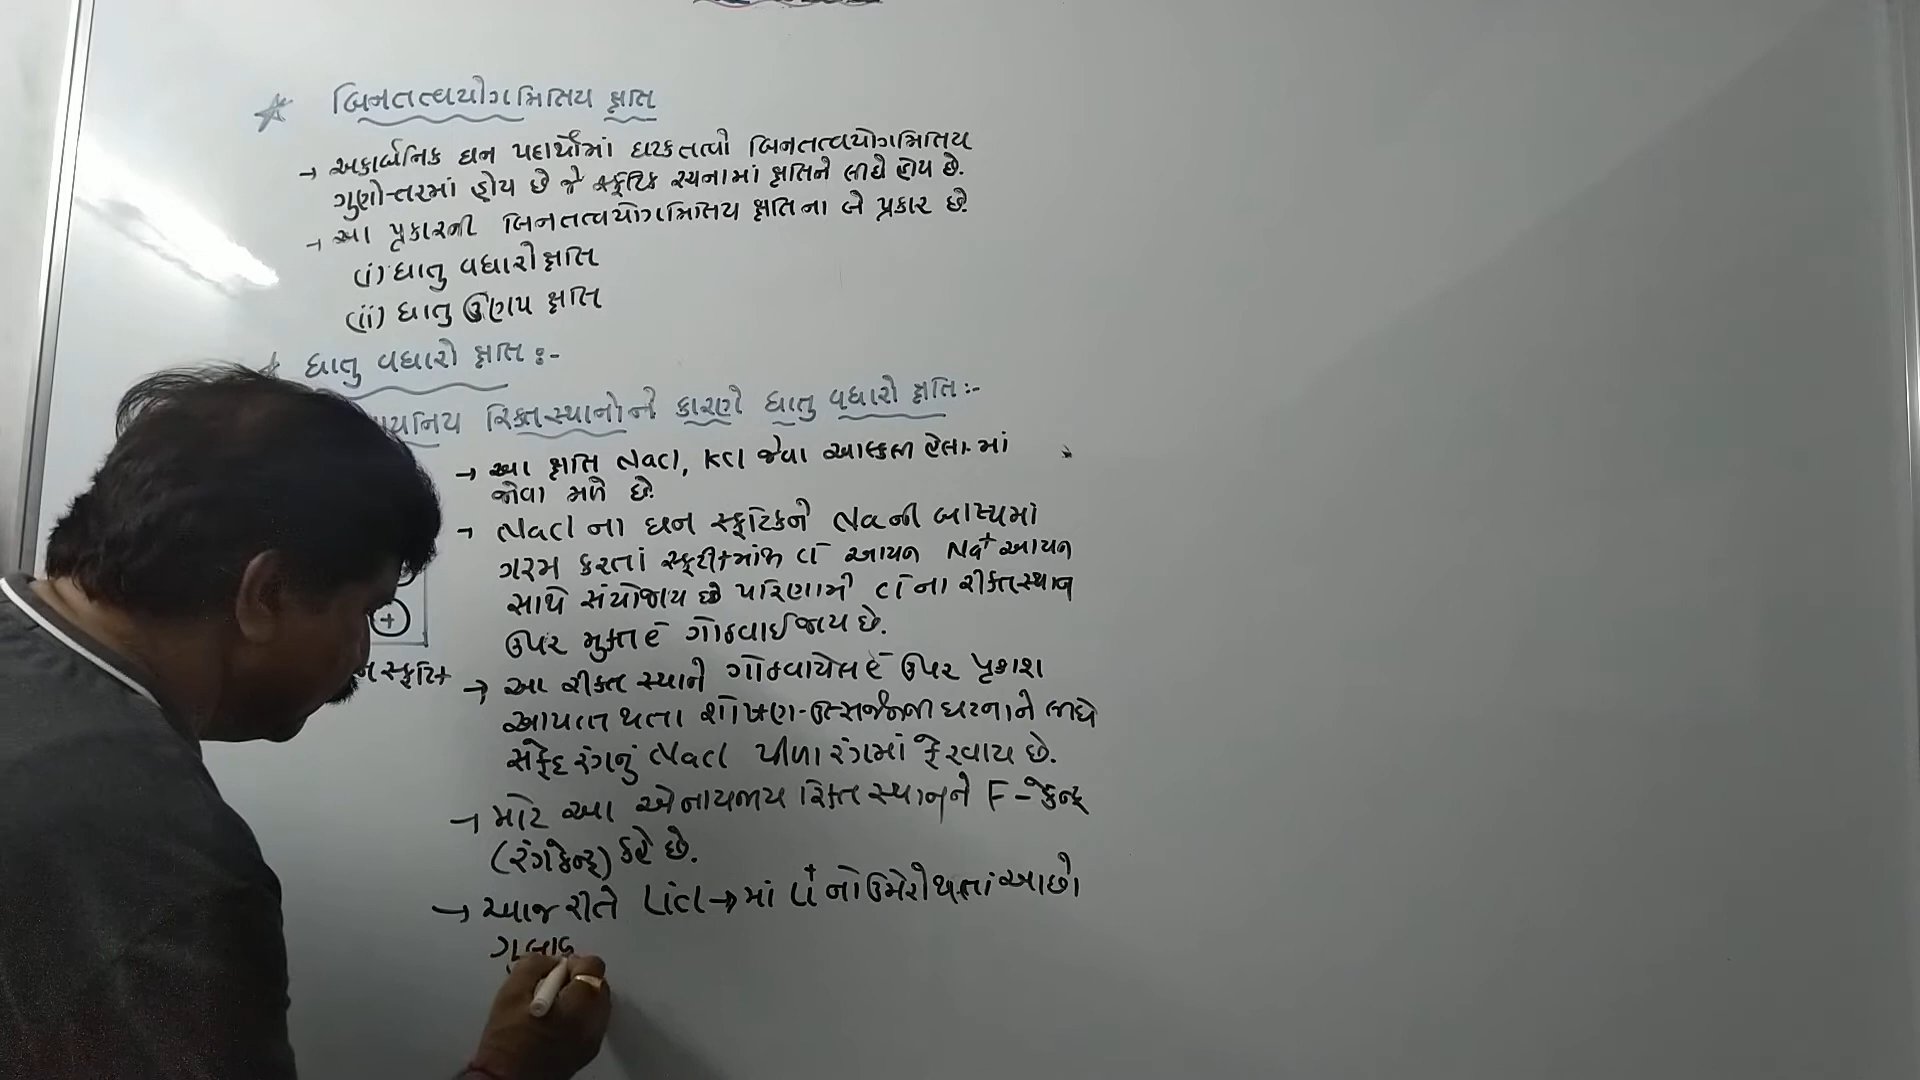 બિનતત્વયોગમિતિય ક્ષતિ
→ અકાર્બનિક ઘન પદાર્થોમાં ઘટકતત્વો બિનતત્વયોગમિતિય
ગુણોત્તરમાં હોય છે જે સ્ફટિક રચનામાં ક્ષતિને લીધે હોય છે.
→ આ પ્રકારની બિનતત્વયોગમિતિય ક્ષતિના બે પ્રકાર છે.
(i) ધાતુ વધારો ક્ષતિ
(ii) ધાતુ ઉણપ ક્ષતિ
ધાતુ વધારો ક્ષતિ :-
રિક્તસ્થાનોને કારણે ધાતુ વધારો ક્ષતિ :-
→ આ ક્ષતિ NaCl, KCl જેવા આલ્કલી હેલા. માં
જોવા મળે છે.
→ NaCl ના ઘન સ્ફટિકને Na ની બાષ્પમાં
ગરમ કરતાં સ્ફટીકમાંના Cl⁻ આયન Na⁺ આયન
સાથે સંયોજાય છે પરિણામે Cl⁻ ના રીક્તસ્થાન
ઉપર મુક્ત e⁻ ગોઠવાઈ જાય છે.
+
સ્ફટિક
→ આ રીક્ત સ્થાને ગોઠવાયેલ e⁻ ઉપર પ્રકાશ
આપાત થતા શોષણ-ઉત્સર્જનની ઘટનાને લીધે
સફેદ રંગનું NaCl પીળા રંગમાં ફેરવાય છે.
→ માટે આ એનાયનીય રિક્ત સ્થાનને F-કેન્દ્ર
(રંગકેન્દ્ર) કહે છે.
→ આજ રીતે LiCl → માં Li⁺ નો ઉમેરો થતાં આછો
ગુલાબ